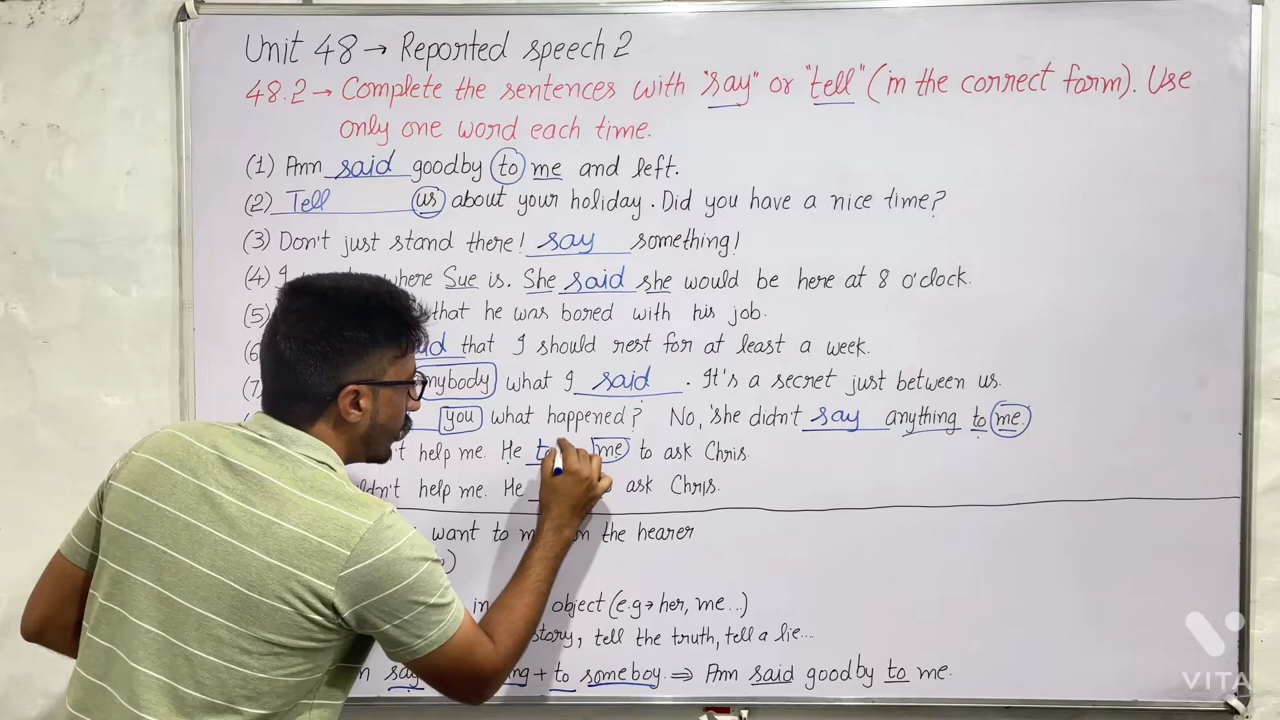 Unit 48 → Reported speech 2
48.2 → Complete the sentences with "say" or "tell" (in the correct form). Use
only one word each time.
(1) Ann said goodby to me and left.
(2) Tell us about your holiday. Did you have a nice time?
(3) Don't just stand there! say something!
(4) I where Sue is. She said she would be here at 8 o'clock.
(5) that he was bored with his job.
(6 that I should rest for at least a week.
(7) what I said. It's a secret just between us.
you what happened? No, she didn't say anything to me.
help me. He me to ask Chris.
help me. He ask Chris.
want to the hearer
object (e.g → her, me...)
story, tell the truth, tell a lie...
say + to someboy ⇒ Ann said goodby to me.
VITA